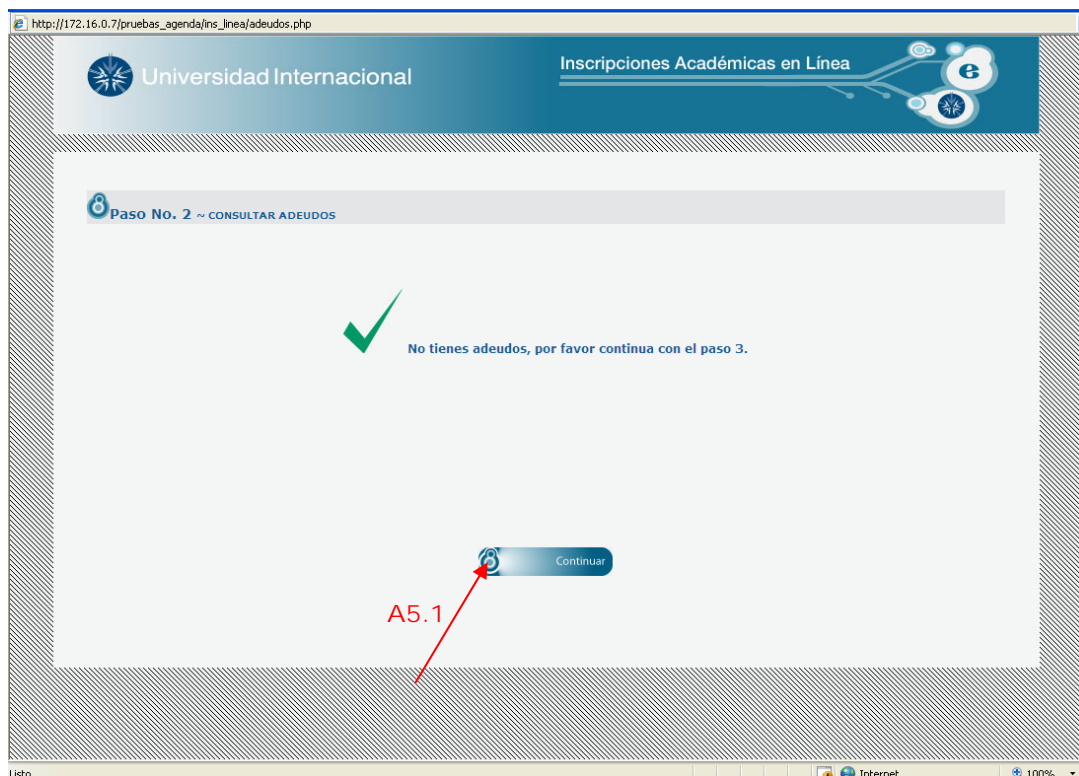 http://172.16.0.7/pruebas_agenda/ins_linea/adeudos.php
Universidad Internacional
Inscripciones Académicas en Línea
e
Paso No. 2 ~ CONSULTAR ADEUDOS
No tienes adeudos, por favor continua con el paso 3.
Continuar
A5.1
Listo
Internet
100%